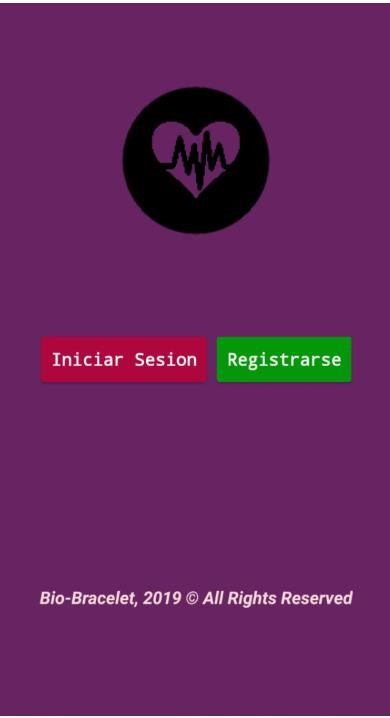 Iniciar Sesion
Registrarse
Bio-Bracelet, 2019 © All Rights Reserved